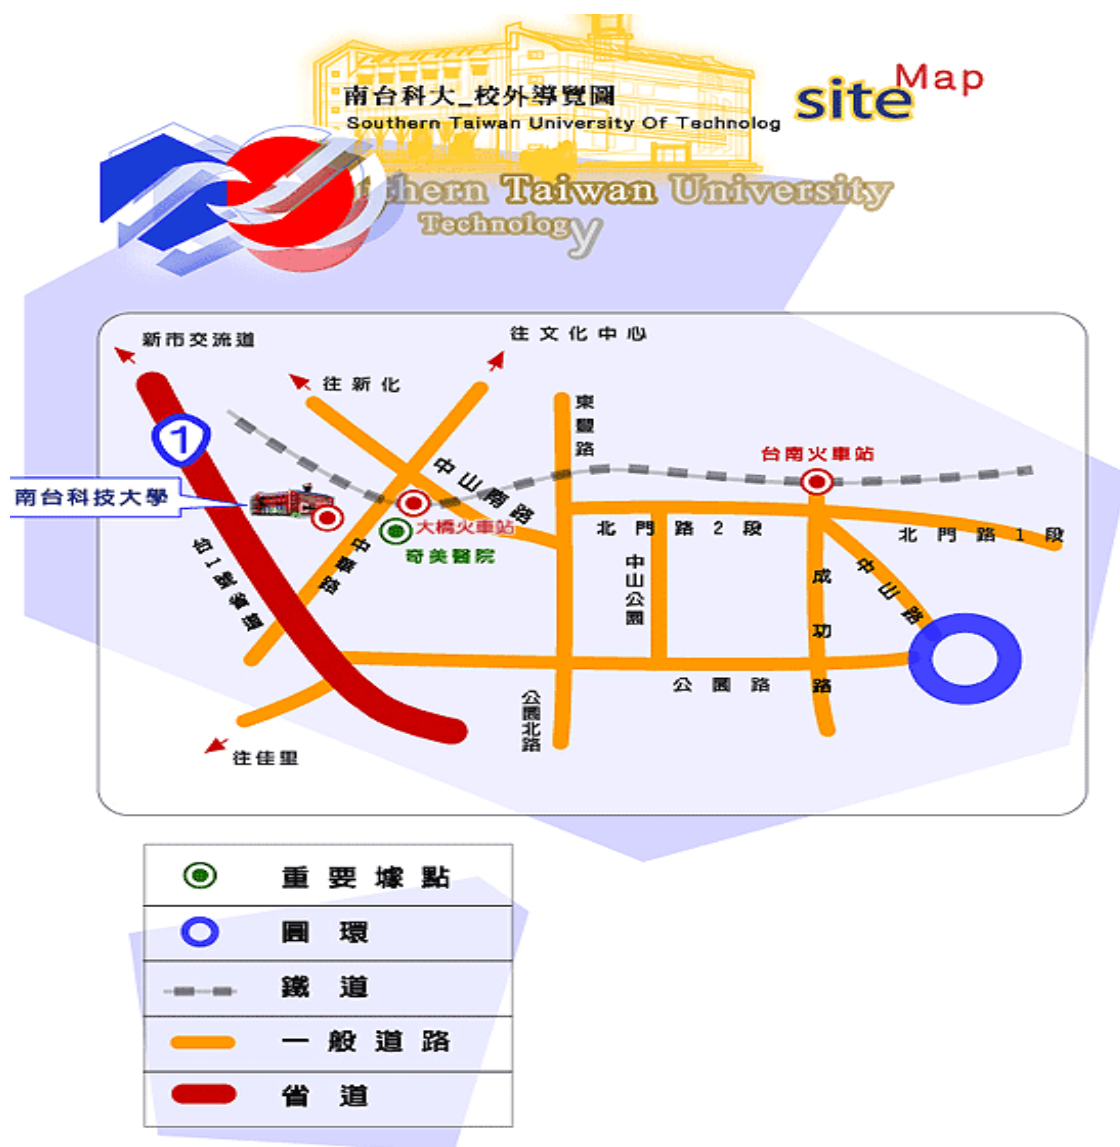 南台科大_校外導覽圖
Southern Taiwan University Of Technolog
site Map
thern Taiwan University
Technology
新市交流道
往文化中心
往新化
1
東豐路
中山南路
台南火車站
南台科技大學
大橋火車站
奇美醫院
中華路
台1號省道
北門路2段
北門路1段
中山公園
成功路
中山路
公園路
公園北路
往佳里
重要據點
圓環
鐵道
一般道路
省道